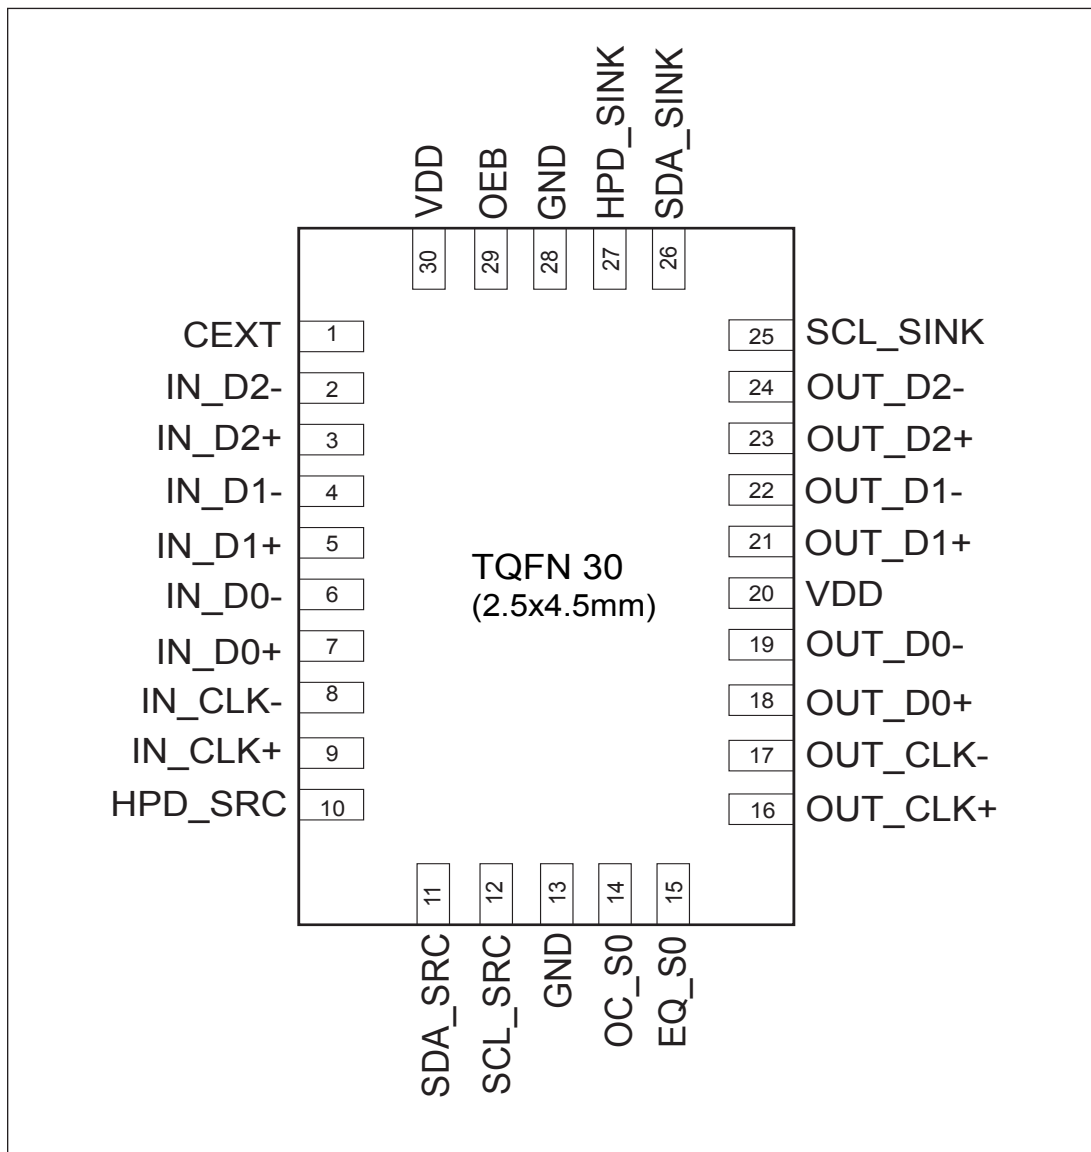 VDD
OEB
GND
HPD_SINK
SDA_SINK
30
29
28
27
26
CEXT 1
IN_D2- 2
IN_D2+ 3
IN_D1- 4
IN_D1+ 5
IN_D0- 6
IN_D0+ 7
IN_CLK- 8
IN_CLK+ 9
HPD_SRC 10
TQFN 30
(2.5x4.5mm)
25 SCL_SINK
24 OUT_D2-
23 OUT_D2+
22 OUT_D1-
21 OUT_D1+
20 VDD
19 OUT_D0-
18 OUT_D0+
17 OUT_CLK-
16 OUT_CLK+
11
12
13
14
15
SDA_SRC
SCL_SRC
GND
OC_S0
EQ_S0